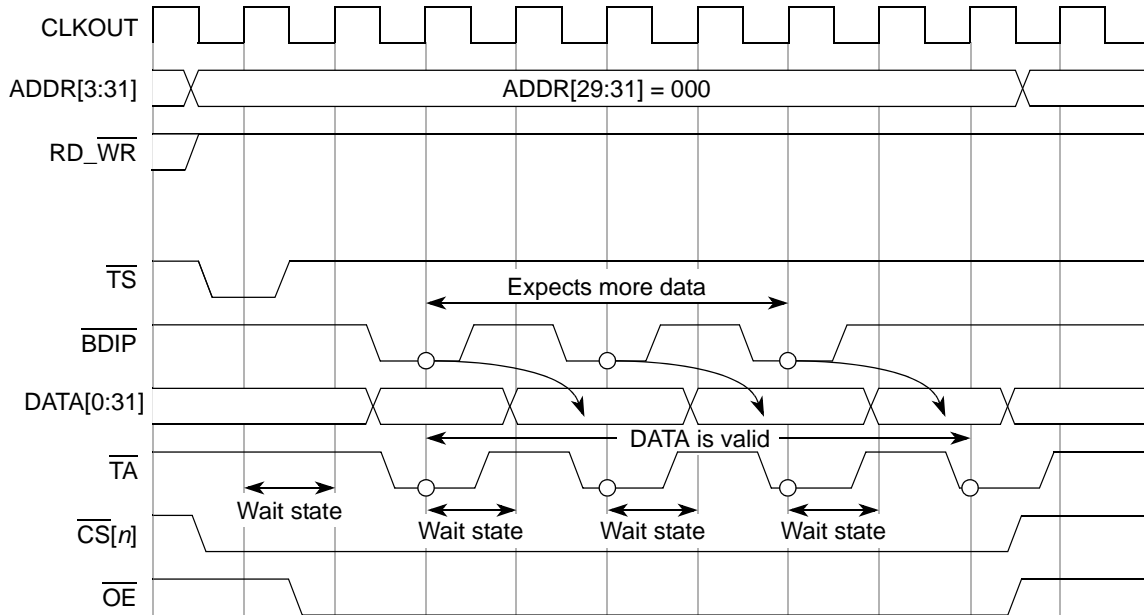 CLKOUT
ADDR[3:31]
ADDR[29:31] = 000
RD_WR
TS
Expects more data
BDIP
DATA[0:31]
DATA is valid
TA
Wait state
Wait state
Wait state
Wait state
CS[n]
OE